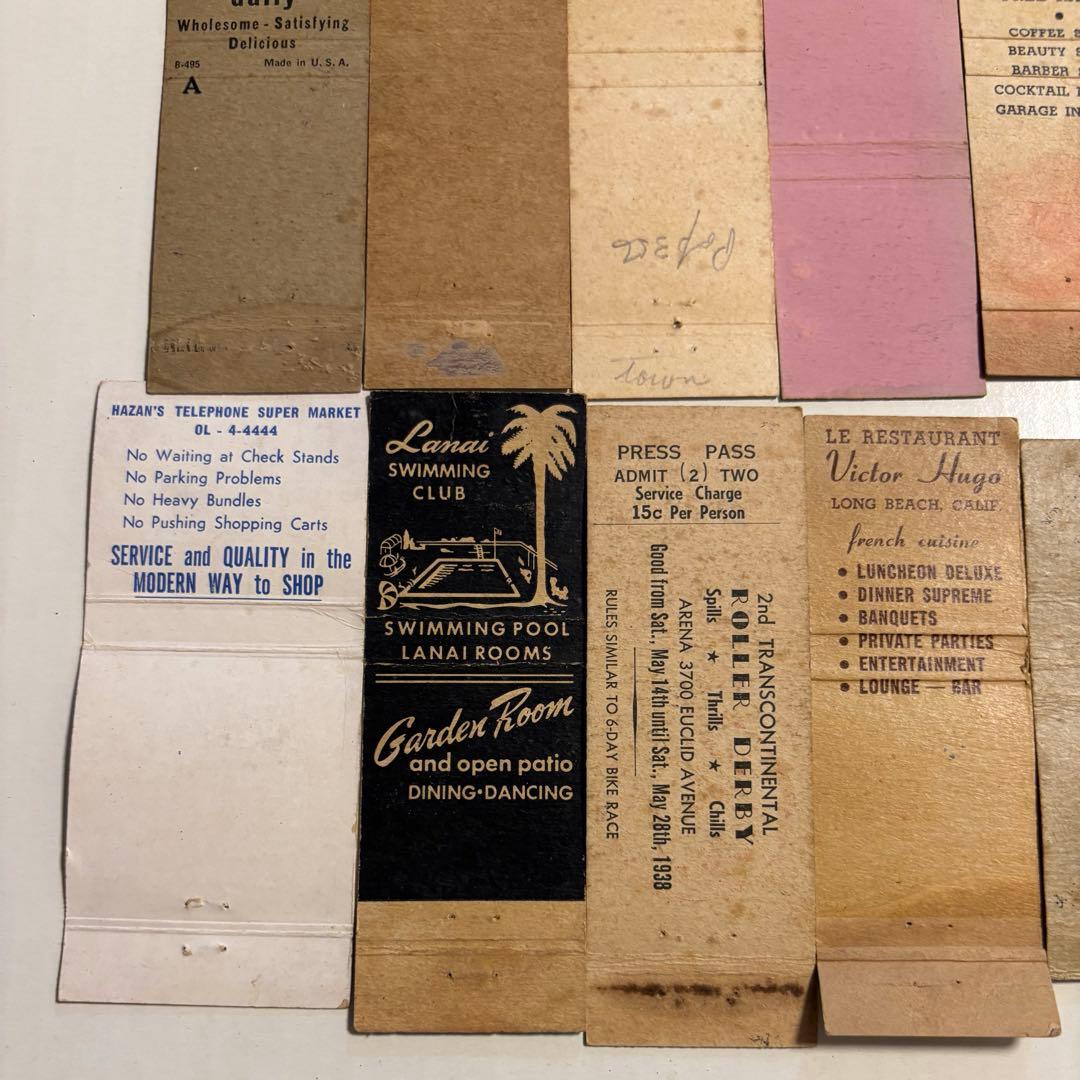 daily
Wholesome - Satisfying
Delicious
B-495 Made in U. S. A.
A
Town
COFFEE
BEAUTY
BARBER
COCKTAIL
GARAGE IN
HAZAN'S TELEPHONE SUPER MARKET
OL - 4-4444
No Waiting at Check Stands
No Parking Problems
No Heavy Bundles
No Pushing Shopping Carts
SERVICE and QUALITY in the
MODERN WAY to SHOP
Lanai
SWIMMING
CLUB
SWIMMING POOL
LANAI ROOMS
Garden Room
and open patio
DINING•DANCING
PRESS PASS
ADMIT (2) TWO
Service Charge
15c Per Person
2nd TRANSCONTINENTAL
ROLLER DERBY
Spills ★ Thrills ★ Chills
ARENA 3700 EUCLID AVENUE
Good from Sat., May 14th until Sat., May 28th, 1938
RULES SIMILAR TO 6-DAY BIKE RACE
LE RESTAURANT
Victor Hugo
LONG BEACH, CALIF.
french cuisine
• LUNCHEON DELUXE
• DINNER SUPREME
• BANQUETS
• PRIVATE PARTIES
• ENTERTAINMENT
• LOUNGE — BAR